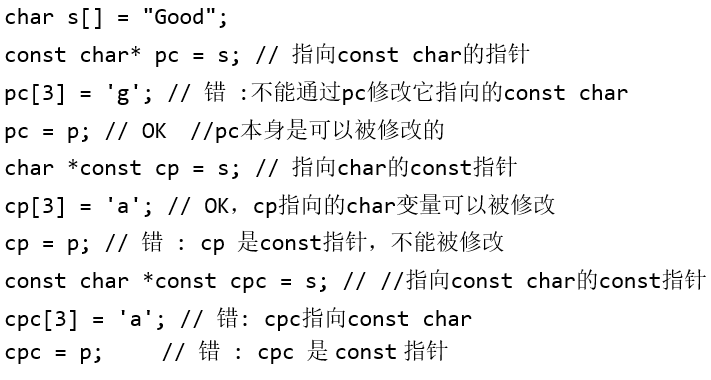 char s[] = "Good";
const char* pc = s; // 指向const char的指针
pc[3] = 'g'; // 错 :不能通过pc修改它指向的const char
pc = p; // OK  //pc本身是可以被修改的
char *const cp = s; // 指向char的const指针
cp[3] = 'a'; // OK，cp指向的char变量可以被修改
cp = p; // 错 : cp 是const指针，不能被修改
const char *const cpc = s; // //指向const char的const指针
cpc[3] = 'a'; // 错: cpc指向const char
cpc = p;     // 错 : cpc 是 const 指针